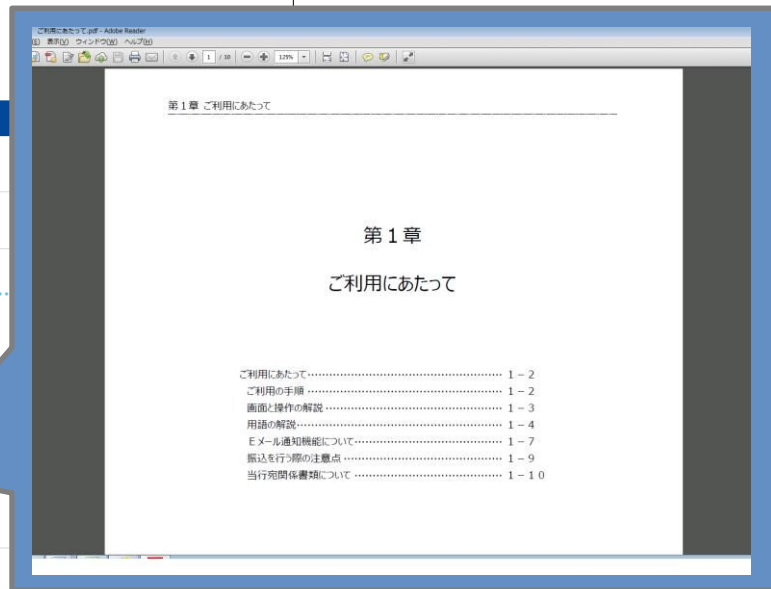 ご利用にあたって.pdf - Adobe Reader
(E) 表示(V) ウィンドウ(W) ヘルプ(H)
1 / 10 125%
第1章 ご利用にあたって
第1章
ご利用にあたって
ご利用にあたって………………………………………………… 1-2
ご利用の手順………………………………………………… 1-2
画面と操作の解説………………………………………………… 1-3
用語の解説………………………………………………… 1-4
Eメール通知機能について………………………………………………… 1-7
振込を行う際の注意点………………………………………………… 1-9
当行宛関係書類について………………………………………………… 1-10